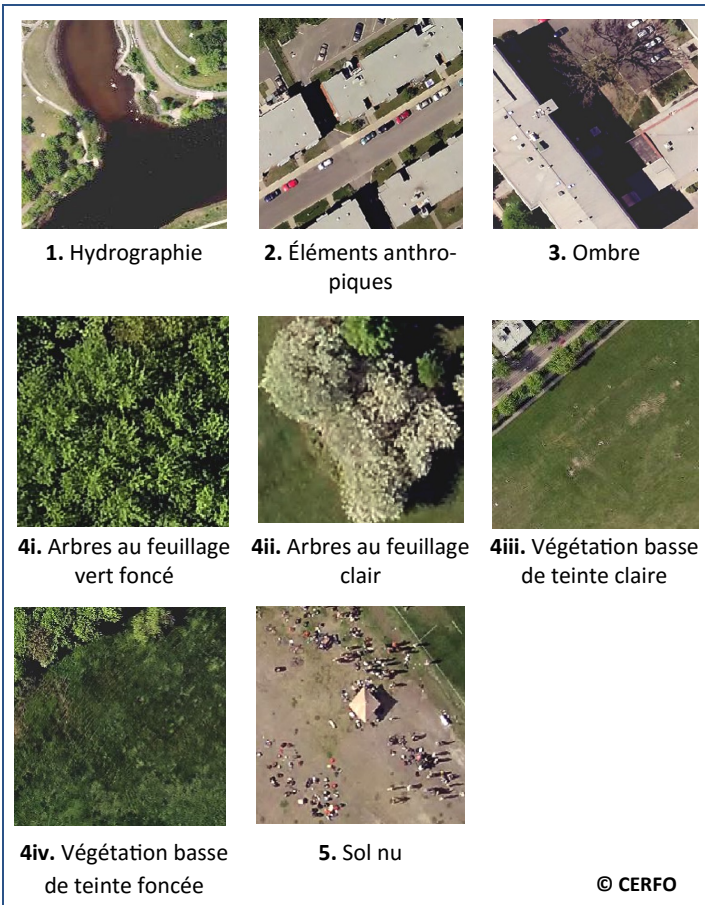 1. Hydrographie
2. Éléments anthro-
piques
3. Ombre
4i. Arbres au feuillage
vert foncé
4ii. Arbres au feuillage
clair
4iii. Végétation basse
de teinte claire
4iv. Végétation basse
de teinte foncée
5. Sol nu
© CERFO